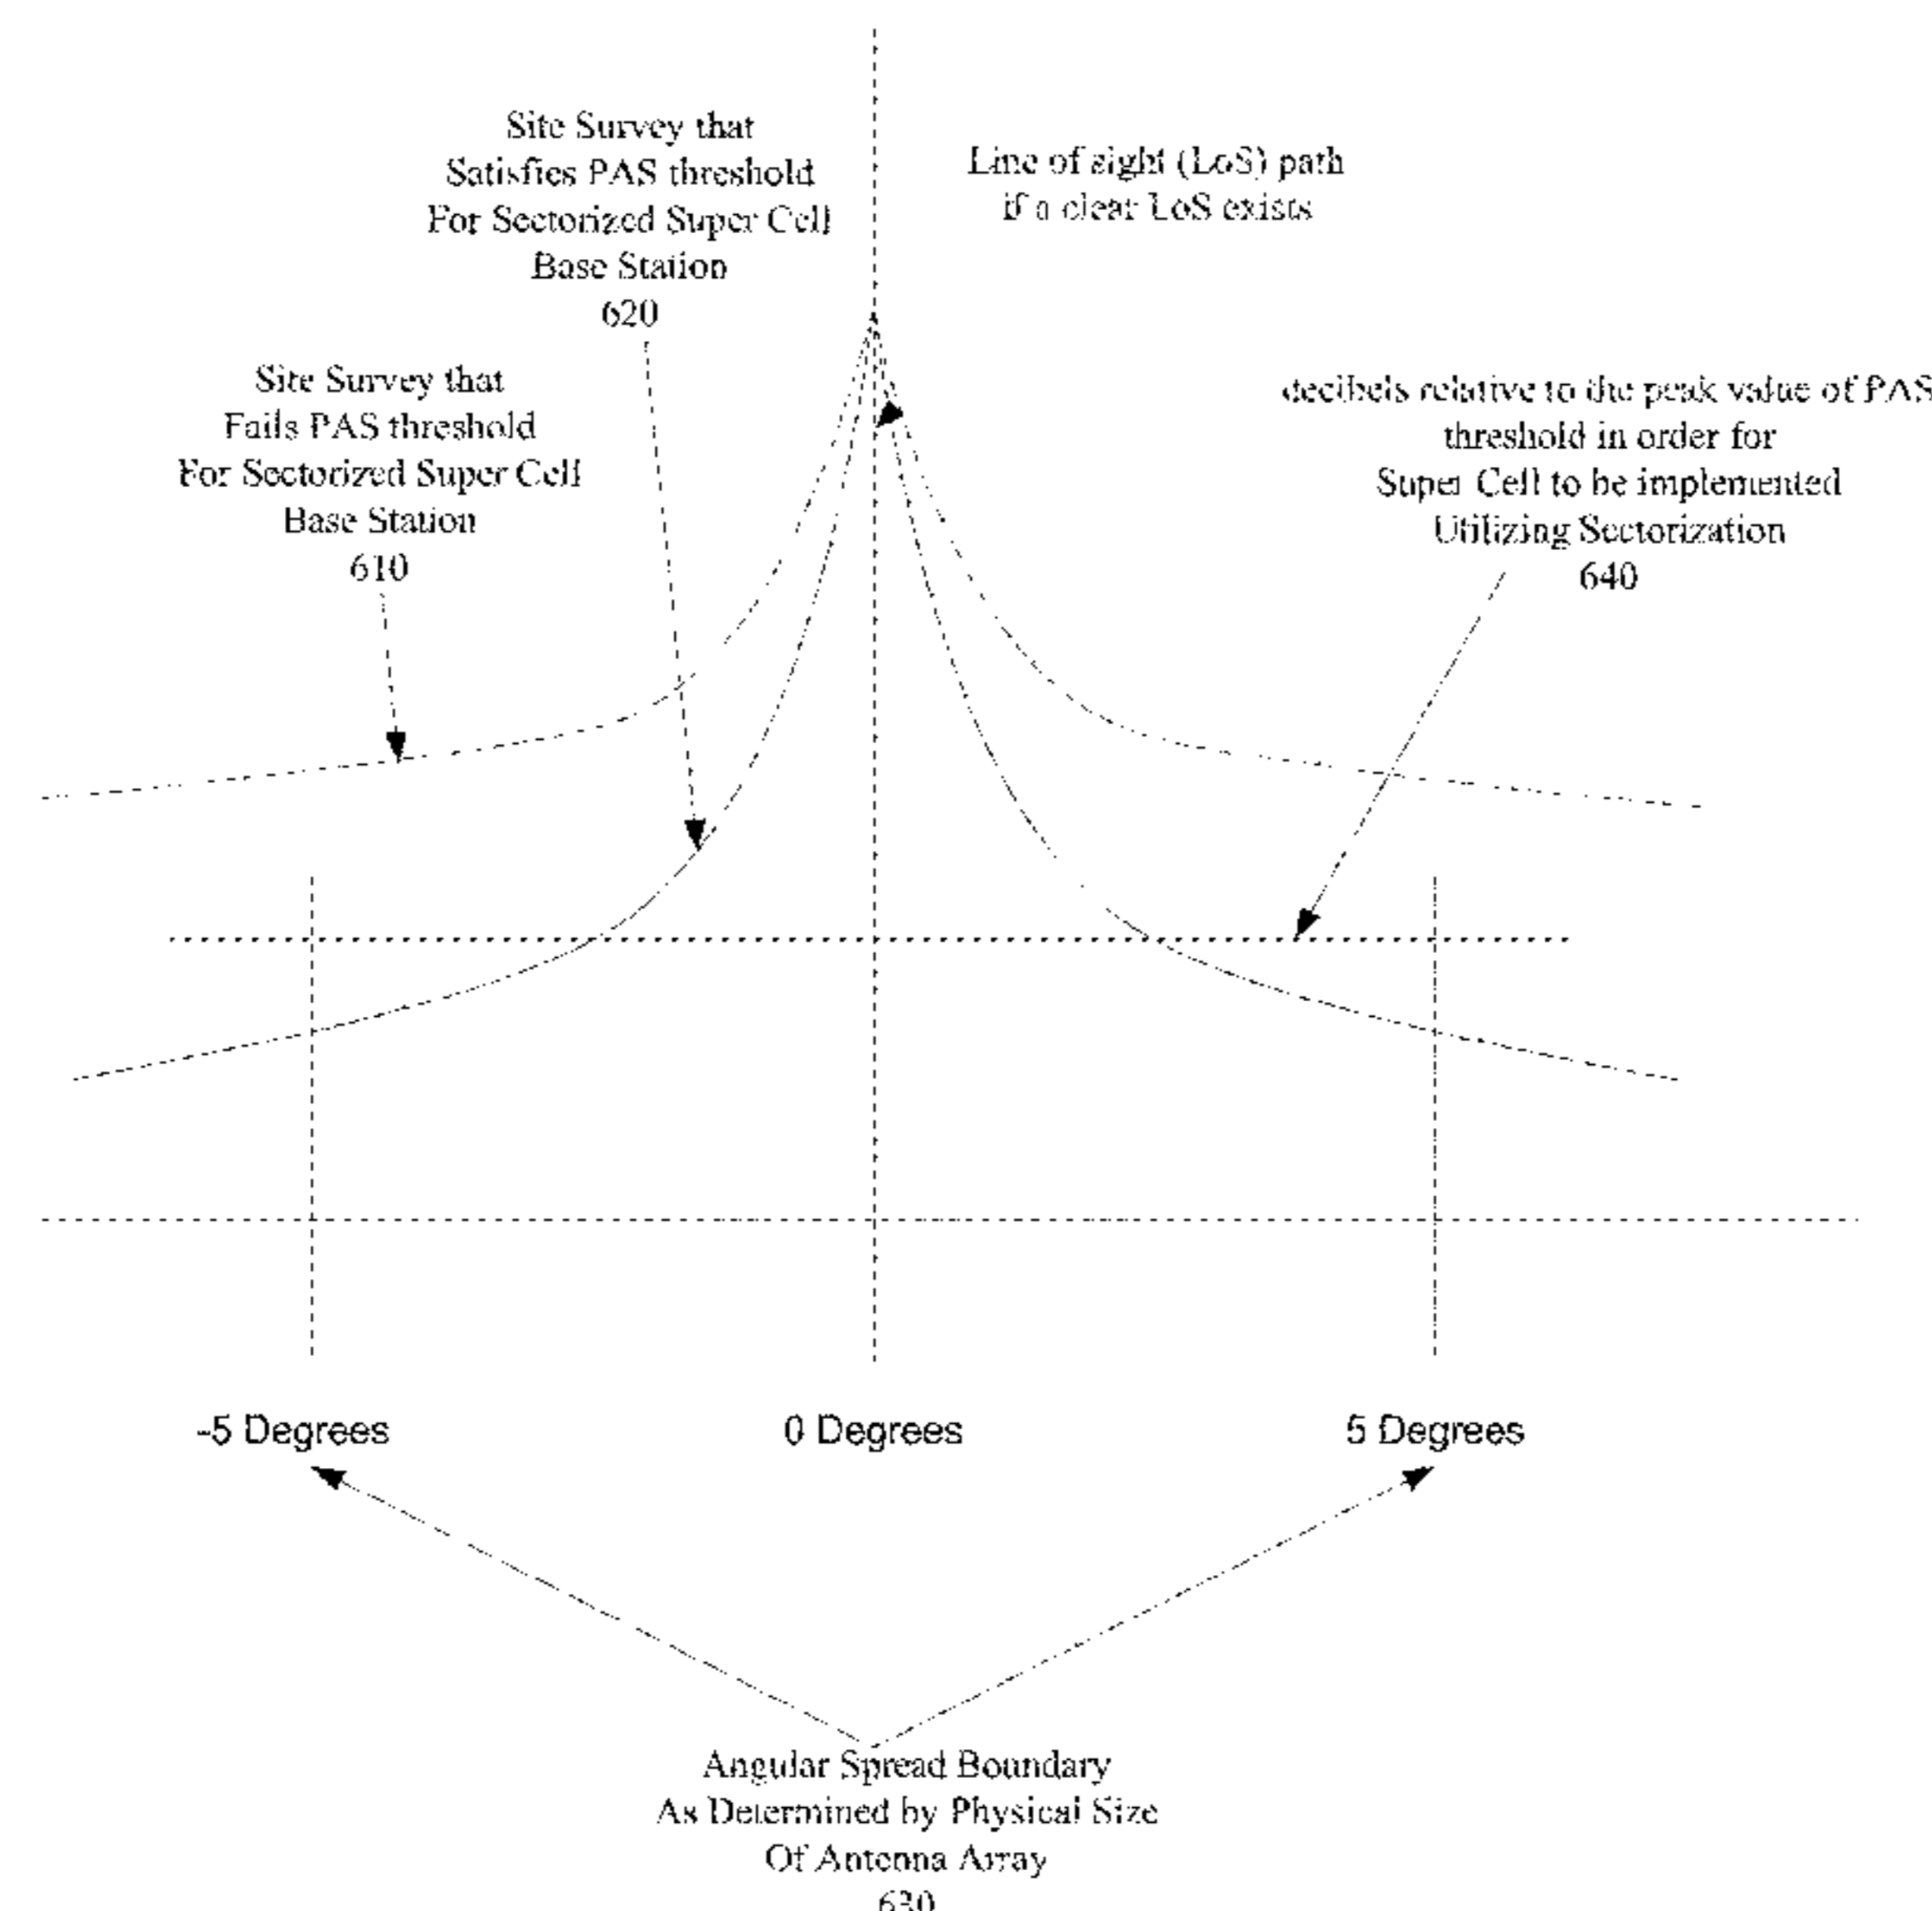 Site Survey that
Satisfies PAS threshold
For Sectorized Super Cell
Base Station
620
Line of sight (LoS) path
if a clear LoS exists
Site Survey that
Fails PAS threshold
For Sectorized Super Cell
Base Station
610
decibels relative to the peak value of PAS
threshold in order for
Super Cell to be implemented
Utilizing Sectorization
640
-5 Degrees
0 Degrees
5 Degrees
Angular Spread Boundary
As Determined by Physical Size
Of Antenna Array
630